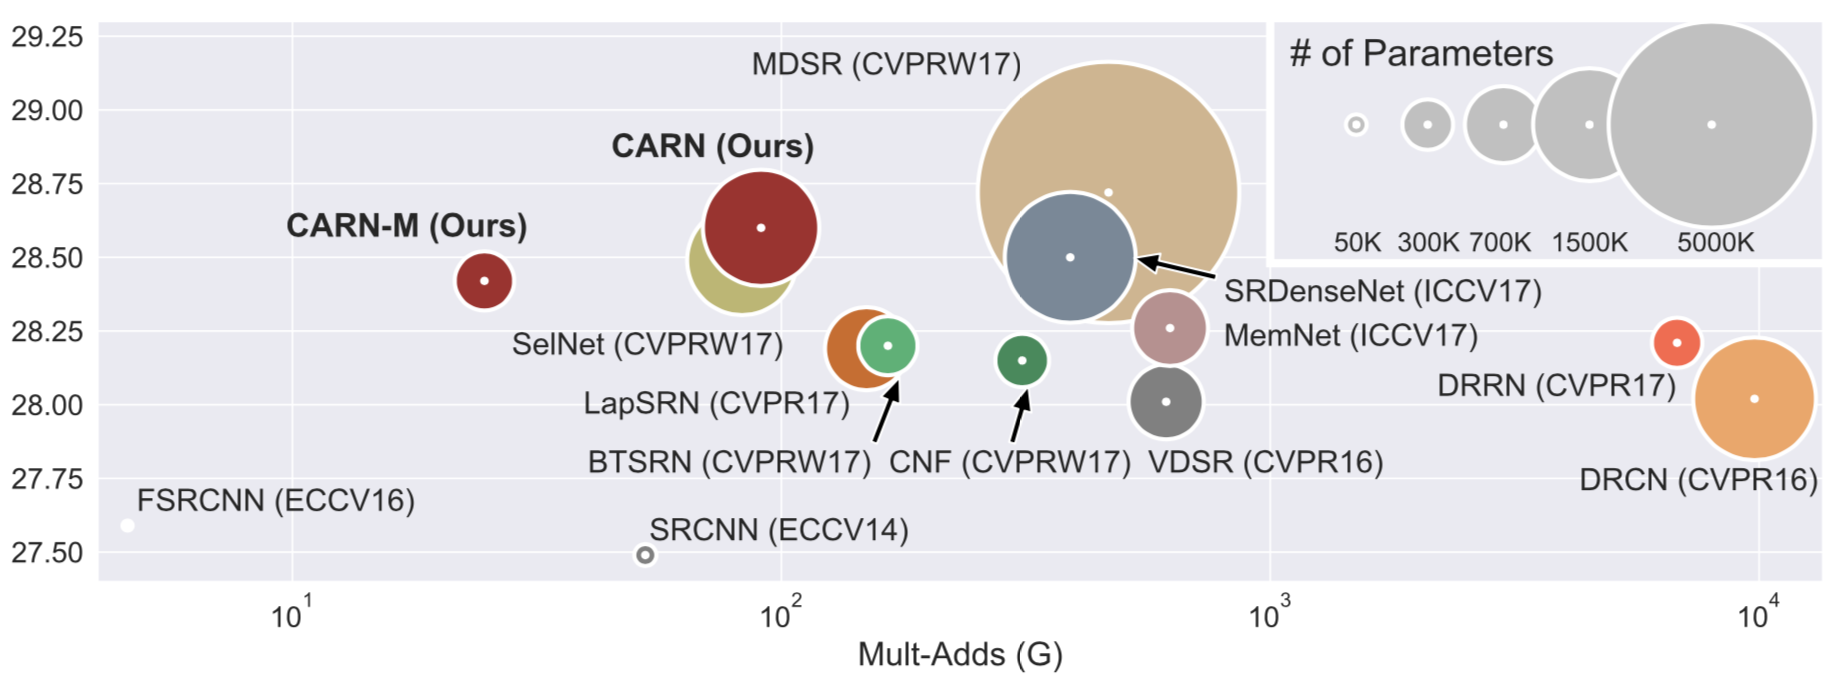 29.25
29.00
28.75
28.50
28.25
28.00
27.75
27.50
MDSR (CVPRW17)
CARN (Ours)
CARN-M (Ours)
SRDenseNet (ICCV17)
SelNet (CVPRW17)
MemNet (ICCV17)
LapSRN (CVPR17)
DRRN (CVPR17)
BTSRN (CVPRW17)
CNF (CVPRW17)
VDSR (CVPR16)
DRCN (CVPR16)
FSRCNN (ECCV16)
SRCNN (ECCV14)
# of Parameters
50K 300K 700K 1500K 5000K
10^1 10^2 10^3 10^4
Mult-Adds (G)